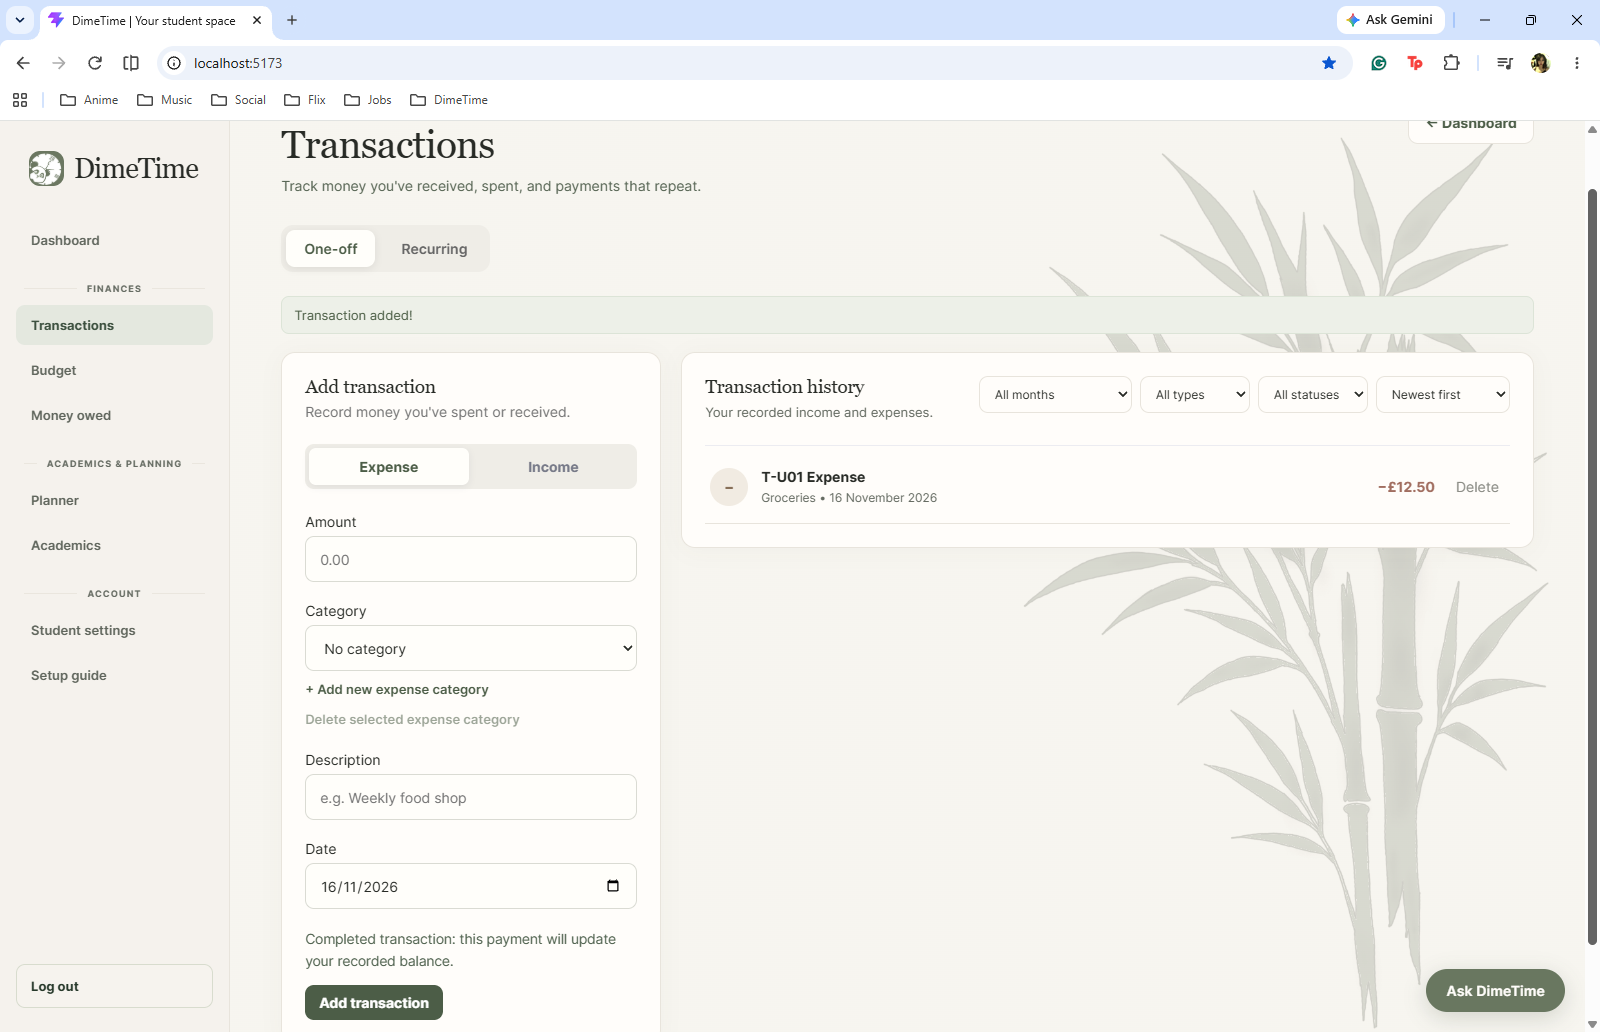 DimeTime | Your student space
Ask Gemini
localhost:5173
Anime
Music
Social
Flix
Jobs
DimeTime
DimeTime
Dashboard
FINANCES
Transactions
Budget
Money owed
ACADEMICS & PLANNING
Planner
Academics
ACCOUNT
Student settings
Setup guide
Log out
Transactions
← Dashboard
Track money you've received, spent, and payments that repeat.
One-off
Recurring
Transaction added!
Add transaction
Record money you've spent or received.
Expense
Income
Amount
0.00
Category
No category
+ Add new expense category
Delete selected expense category
Description
e.g. Weekly food shop
Date
16/11/2026
Completed transaction: this payment will update
your recorded balance.
Add transaction
Transaction history
Your recorded income and expenses.
All months
All types
All statuses
Newest first
T-U01 Expense
Groceries • 16 November 2026
−£12.50
Delete
Ask DimeTime